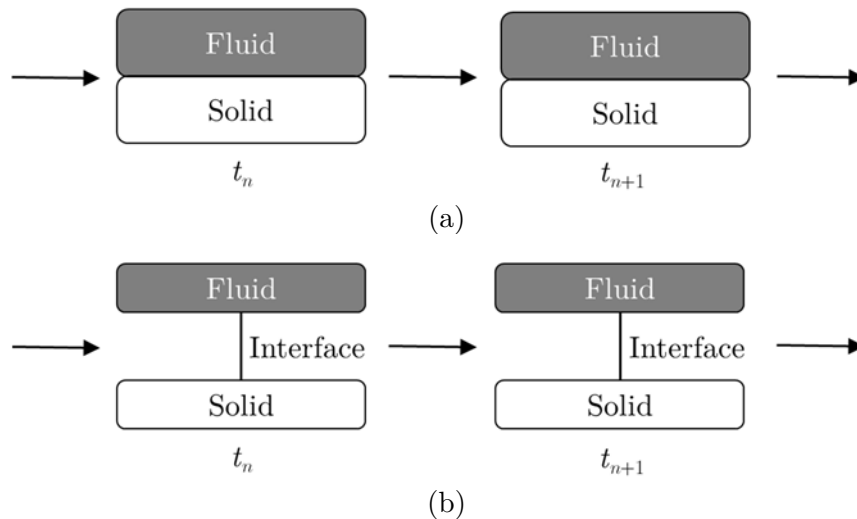 Fluid Fluid
Solid Solid
t_n t_{n+1}
(a)
Fluid Fluid
Interface Interface
Solid Solid
t_n t_{n+1}
(b)